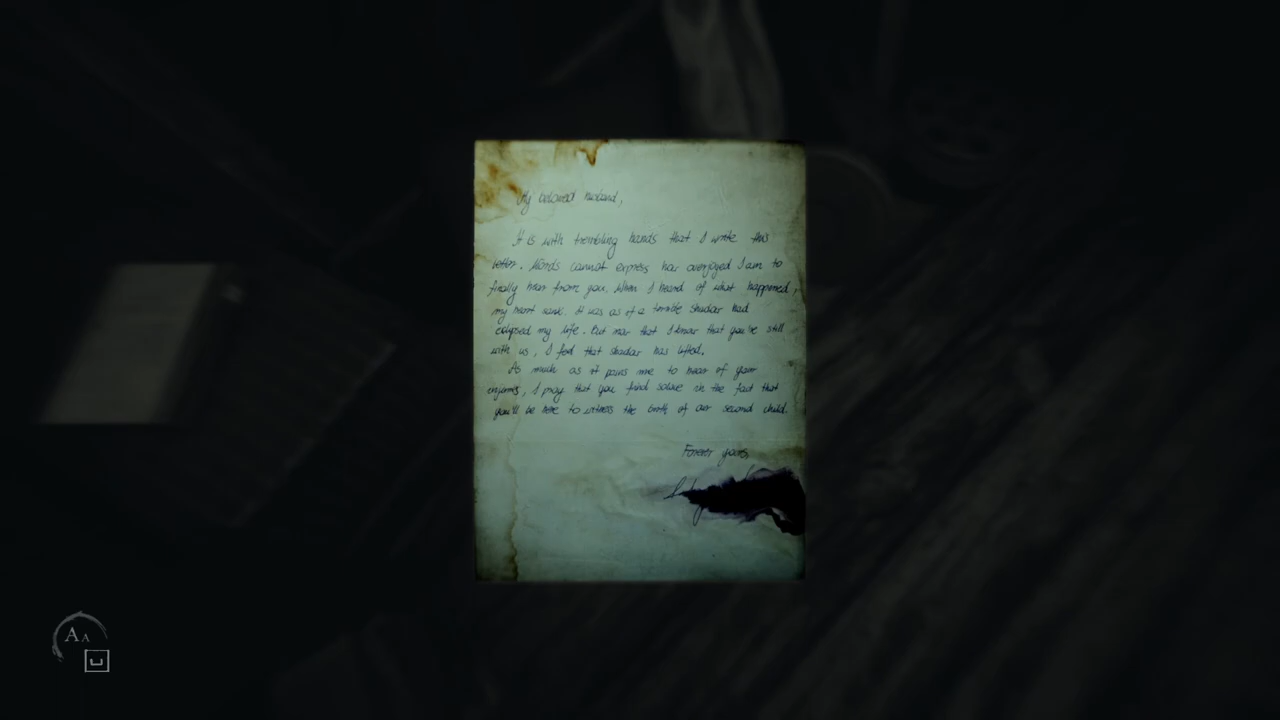 My beloved husband,
It is with trembling hands that I write this
letter. Words cannot express how overjoyed I am to
finally hear from you. When I heard of what happened,
my heart sank. It was as if a terrible shadow had
eclipsed my life. But now that I know that you're still
with us, I feel that shadow has lifted.
As much as it pains me to hear of your
injuries, I pray that you find solace in the fact that
you'll be here to witness the birth of our second child.
Forever yours,
AA